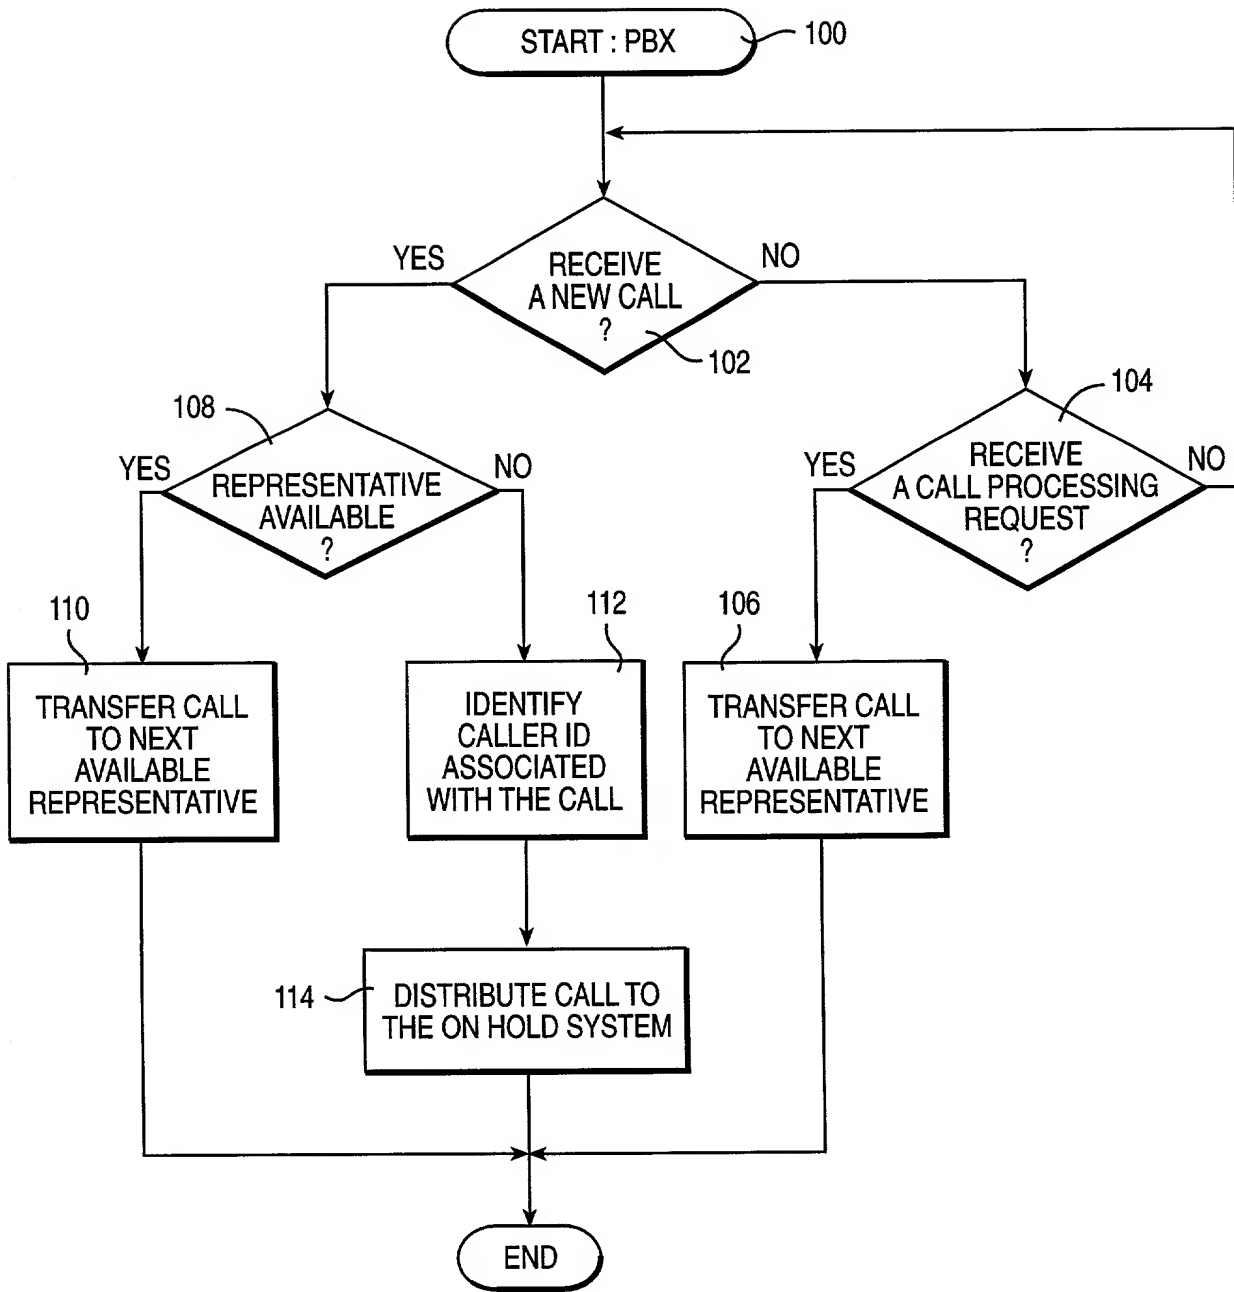 START : PBX
100
YES
RECEIVE
A NEW CALL
?
NO
102
108
104
YES
REPRESENTATIVE
AVAILABLE
?
NO
YES
RECEIVE
A CALL PROCESSING
REQUEST
?
NO
110
TRANSFER CALL
TO NEXT
AVAILABLE
REPRESENTATIVE
112
IDENTIFY
CALLER ID
ASSOCIATED
WITH THE CALL
106
TRANSFER CALL
TO NEXT
AVAILABLE
REPRESENTATIVE
114
DISTRIBUTE CALL TO
THE ON HOLD SYSTEM
END